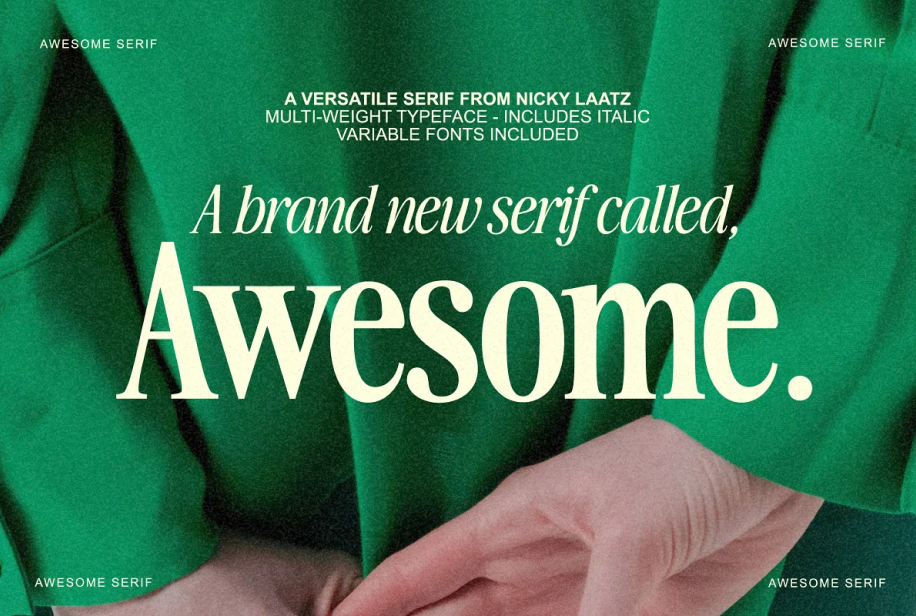 AWESOME SERIF
AWESOME SERIF
A VERSATILE SERIF FROM NICKY LAATZ
MULTI-WEIGHT TYPEFACE - INCLUDES ITALIC
VARIABLE FONTS INCLUDED
A brand new serif called,
Awesome.
AWESOME SERIF
AWESOME SERIF